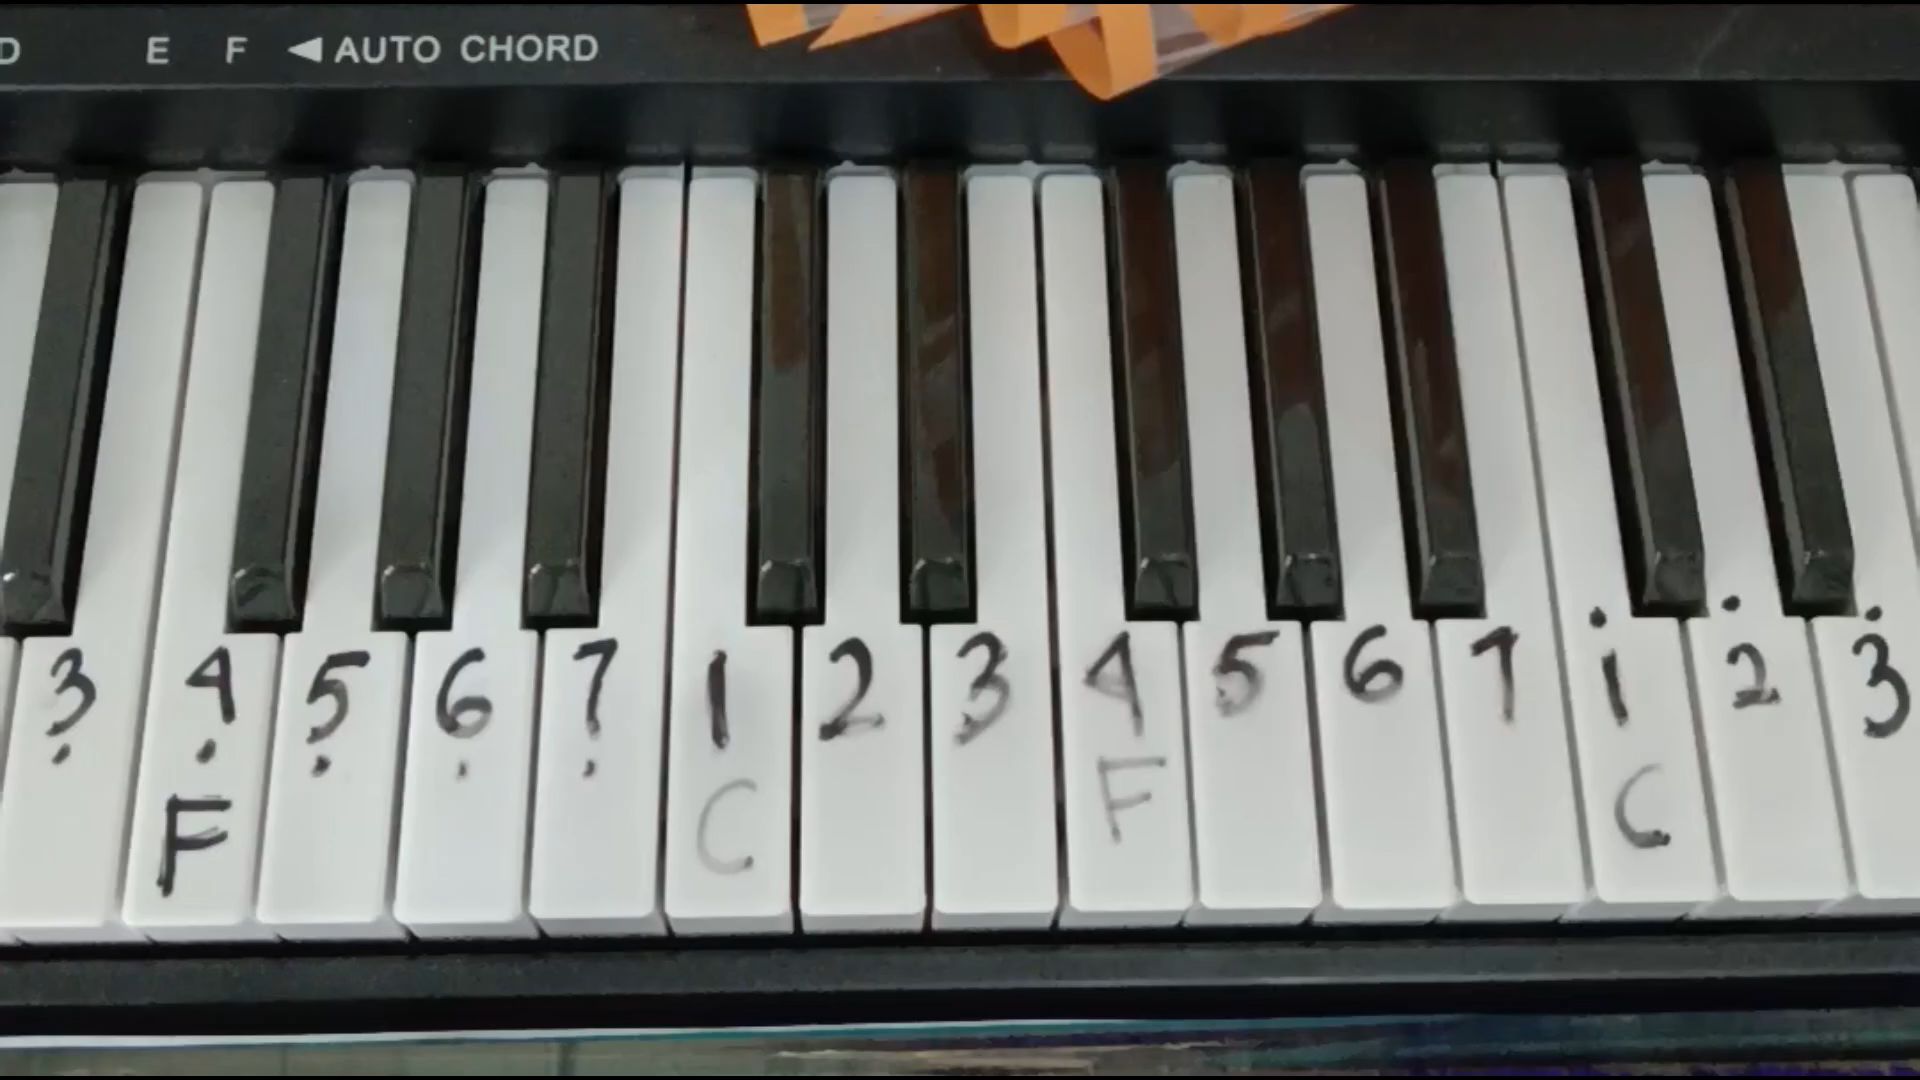 D E F ◀ AUTO CHORD
3̣ 4̣ 5̣ 6̣ 7̣ 1 2 3 4 5 6 7 1̇ 2̇ 3̇
F C F C